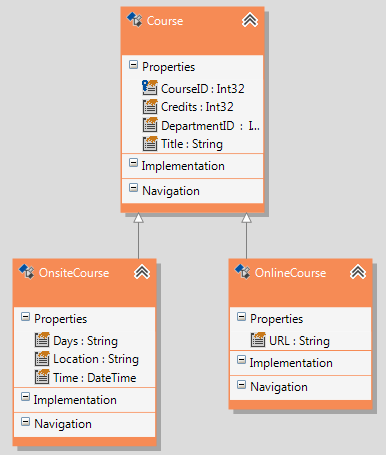 Course
Properties
CourseID : Int32
Credits : Int32
DepartmentID : I...
Title : String
Implementation
Navigation
OnsiteCourse
Properties
Days : String
Location : String
Time : DateTime
Implementation
Navigation
OnlineCourse
Properties
URL : String
Implementation
Navigation